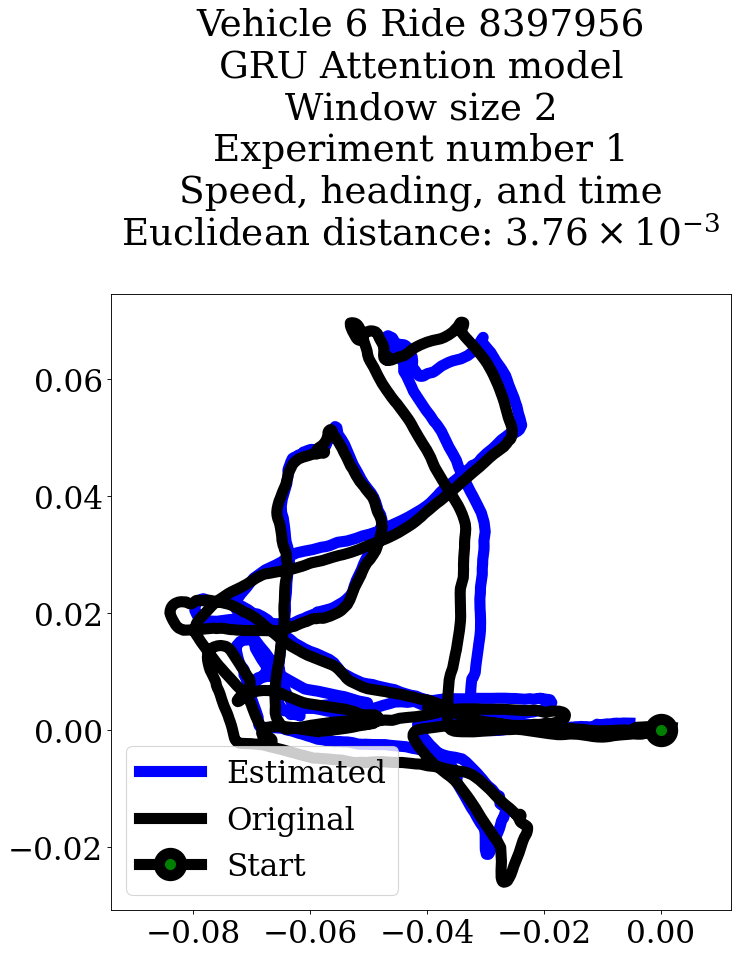 Vehicle 6 Ride 8397956
GRU Attention model
Window size 2
Experiment number 1
Speed, heading, and time
Euclidean distance: 3.76 × 10⁻³
0.06
0.04
0.02
0.00
−0.02
Estimated
Original
Start
−0.08 −0.06 −0.04 −0.02 0.00